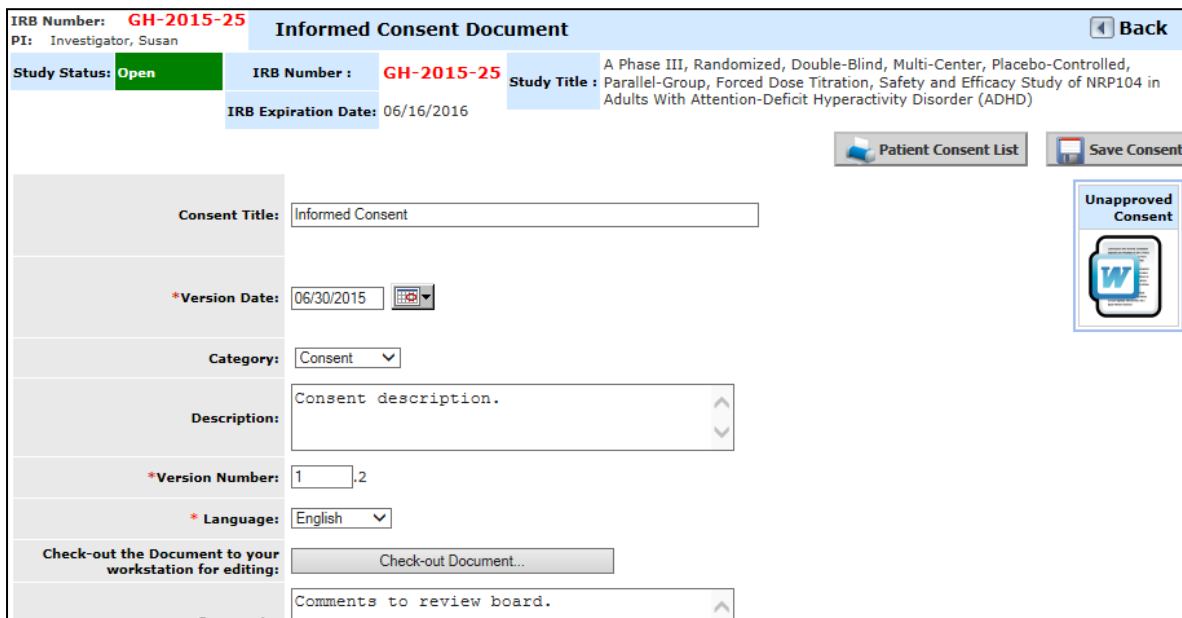 IRB Number: GH-2015-25
PI: Investigator, Susan
Informed Consent Document
Back
Study Status: Open
IRB Number : GH-2015-25
IRB Expiration Date: 06/16/2016
Study Title : A Phase III, Randomized, Double-Blind, Multi-Center, Placebo-Controlled,
Parallel-Group, Forced Dose Titration, Safety and Efficacy Study of NRP104 in
Adults With Attention-Deficit Hyperactivity Disorder (ADHD)
Patient Consent List
Save Consent
Unapproved
Consent
W
Consent Title: Informed Consent
*Version Date: 06/30/2015
Category: Consent
Description: Consent description.
*Version Number: 1 .2
* Language: English
Check-out the Document to your
workstation for editing:
Check-out Document...
Comments to review board.